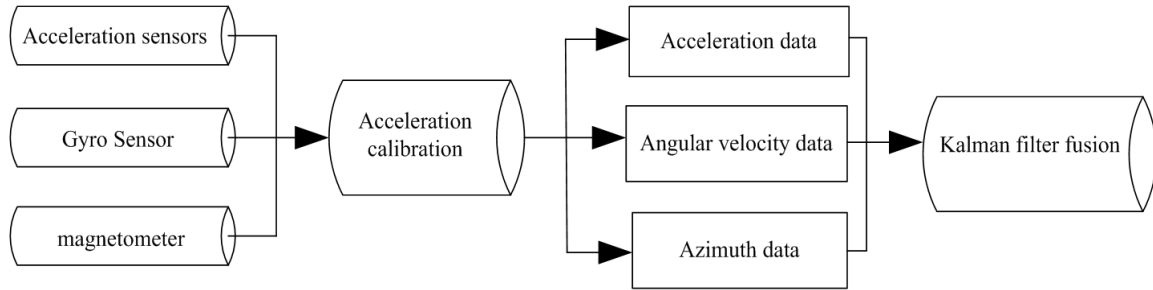 Acceleration sensors
Gyro Sensor
magnetometer
Acceleration
calibration
Acceleration data
Angular velocity data
Azimuth data
Kalman filter fusion